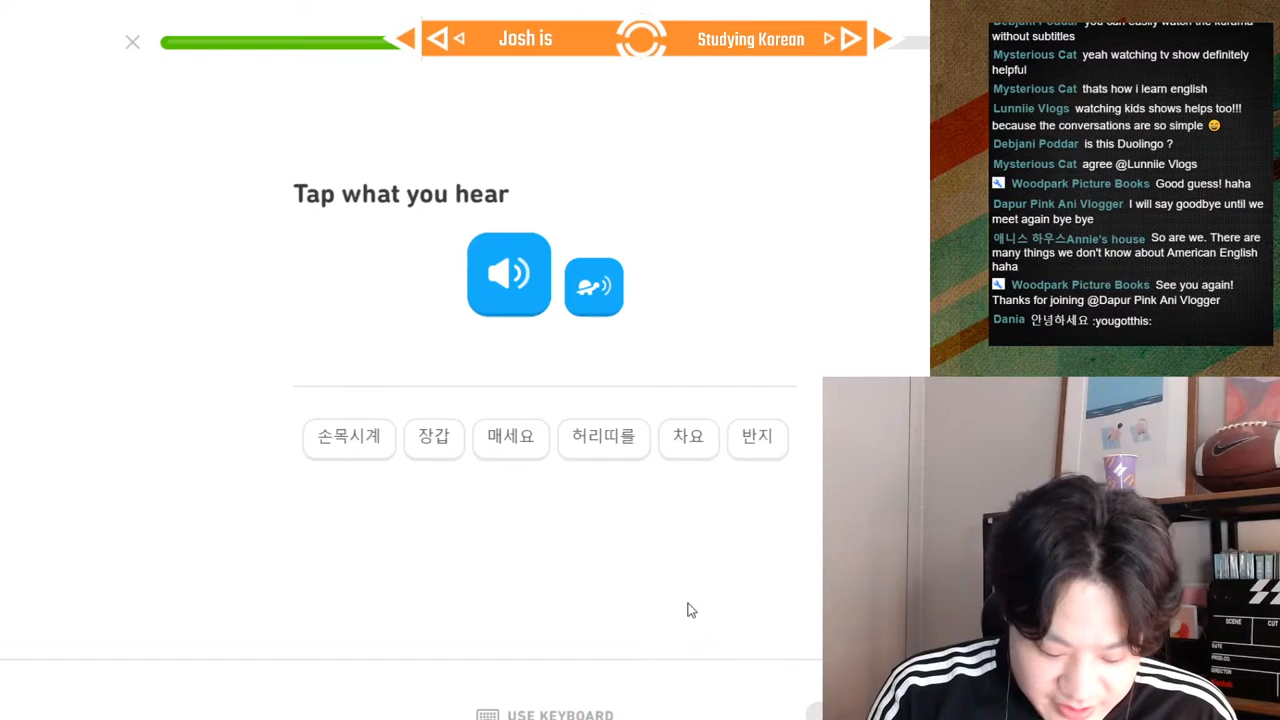 Josh is
Studying Korean
Tap what you hear
손목시계
장갑
매세요
허리띠를
차요
반지
USE KEYBOARD
without subtitles
Mysterious Cat yeah watching tv show definitely
helpful
Mysterious Cat thats how i learn english
Lunniie Vlogs watching kids shows helps too!!!
because the conversations are so simple 😄
Debjani Poddar is this Duolingo ?
Mysterious Cat agree @Lunniie Vlogs
Woodpark Picture Books Good guess! haha
Dapur Pink Ani Vlogger I will say goodbye until we
meet again bye bye
애니스 하우스Annie's house So are we. There are
many things we don't know about American English
haha
Woodpark Picture Books See you again!
Thanks for joining @Dapur Pink Ani Vlogger
Dania 안녕하세요 :yougotthis:
SCENE
CUT
DIRECTOR